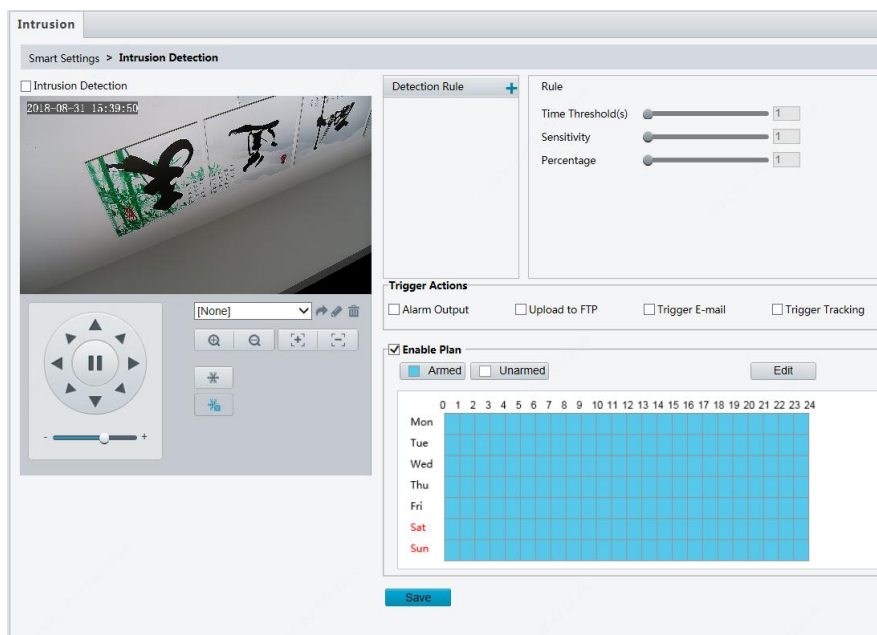 Intrusion
Smart Settings > Intrusion Detection
Intrusion Detection
2018-08-31 15:39:50
[None]
- +
Detection Rule +
Rule
Time Threshold(s) 1
Sensitivity 1
Percentage 1
Trigger Actions
Alarm Output Upload to FTP Trigger E-mail Trigger Tracking
Enable Plan
Armed Unarmed Edit
0 1 2 3 4 5 6 7 8 9 10 11 12 13 14 15 16 17 18 19 20 21 22 23 24
Mon
Tue
Wed
Thu
Fri
Sat
Sun
Save